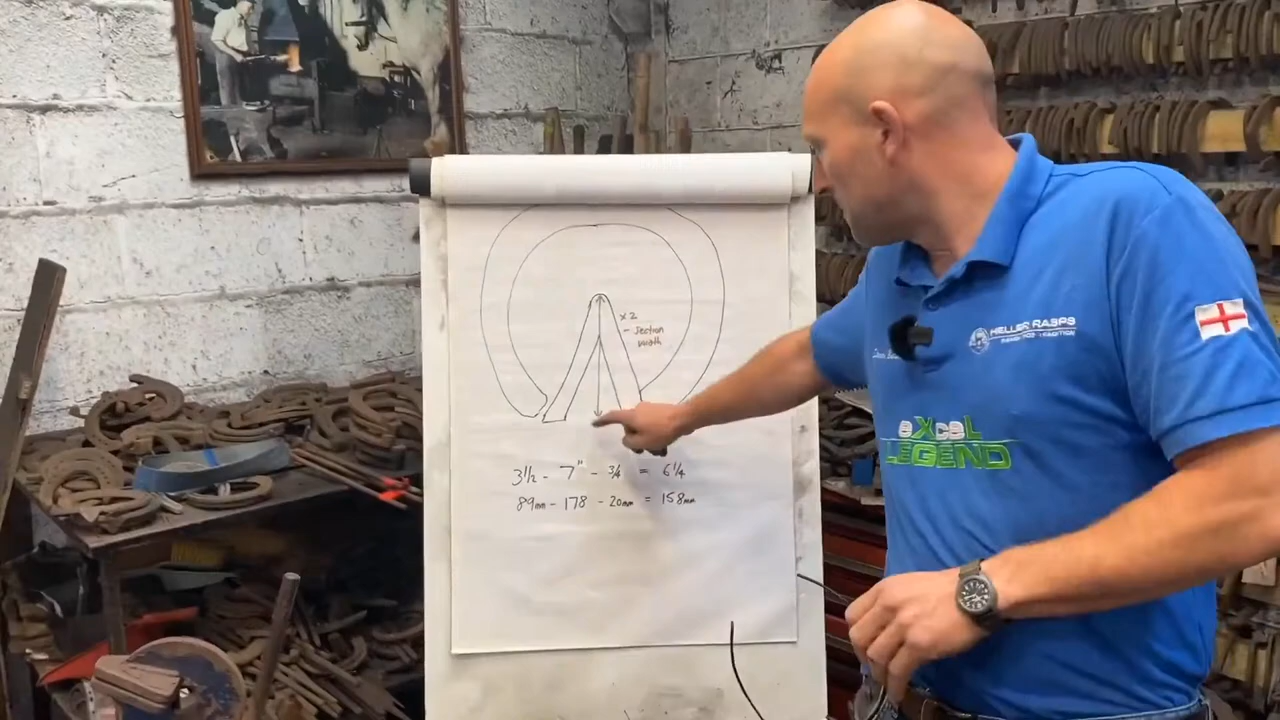 x2
- Section
width
3½ - 7" - ¾ = 6¼
89mm - 178 - 20mm = 158mm
HELLER RASPS
eXceL
LEGEND